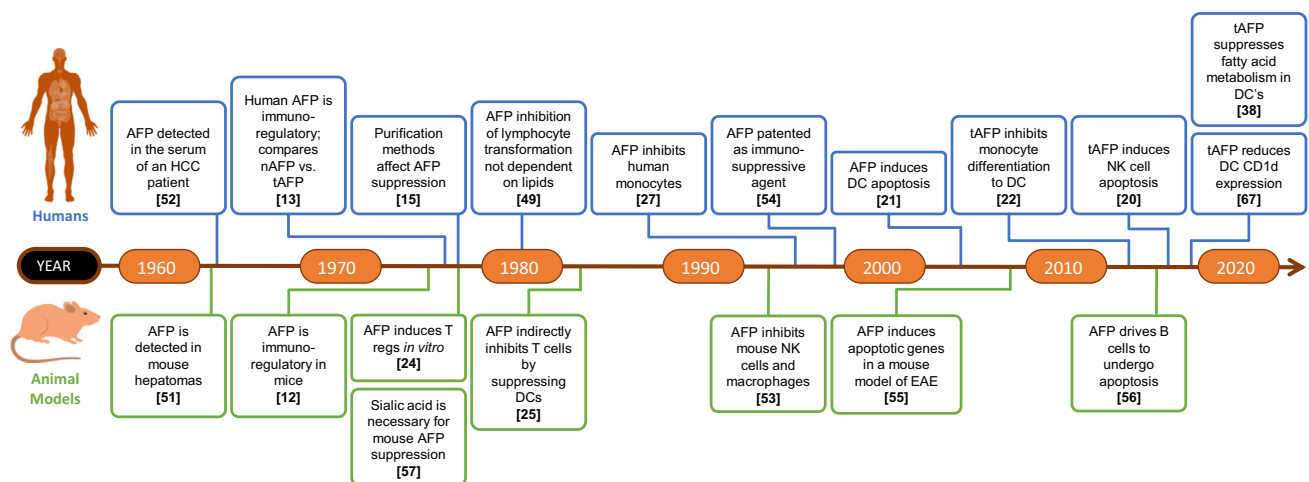 Humans
AFP detected
in the serum
of an HCC
patient
[52]
Human AFP is
immuno-
regulatory;
compares
nAFP vs.
tAFP
[13]
Purification
methods
affect AFP
suppression
[15]
AFP inhibition
of lymphocyte
transformation
not dependent
on lipids
[49]
AFP inhibits
human
monocytes
[27]
AFP patented
as immuno-
suppressive
agent
[54]
AFP induces
DC apoptosis
[21]
tAFP inhibits
monocyte
differentiation
to DC
[22]
tAFP induces
NK cell
apoptosis
[20]
tAFP
suppresses
fatty acid
metabolism in
DC's
[38]
tAFP reduces
DC CD1d
expression
[67]
YEAR
1960
1970
1980
1990
2000
2010
2020
Animal
Models
AFP is
detected in
mouse
hepatomas
[51]
AFP is
immuno-
regulatory in
mice
[12]
AFP induces T
regs in vitro
[24]
Sialic acid is
necessary for
mouse AFP
suppression
[57]
AFP indirectly
inhibits T cells
by
suppressing
DCs
[25]
AFP inhibits
mouse NK
cells and
macrophages
[53]
AFP induces
apoptotic genes
in a mouse
model of EAE
[55]
AFP drives B
cells to
undergo
apoptosis
[56]